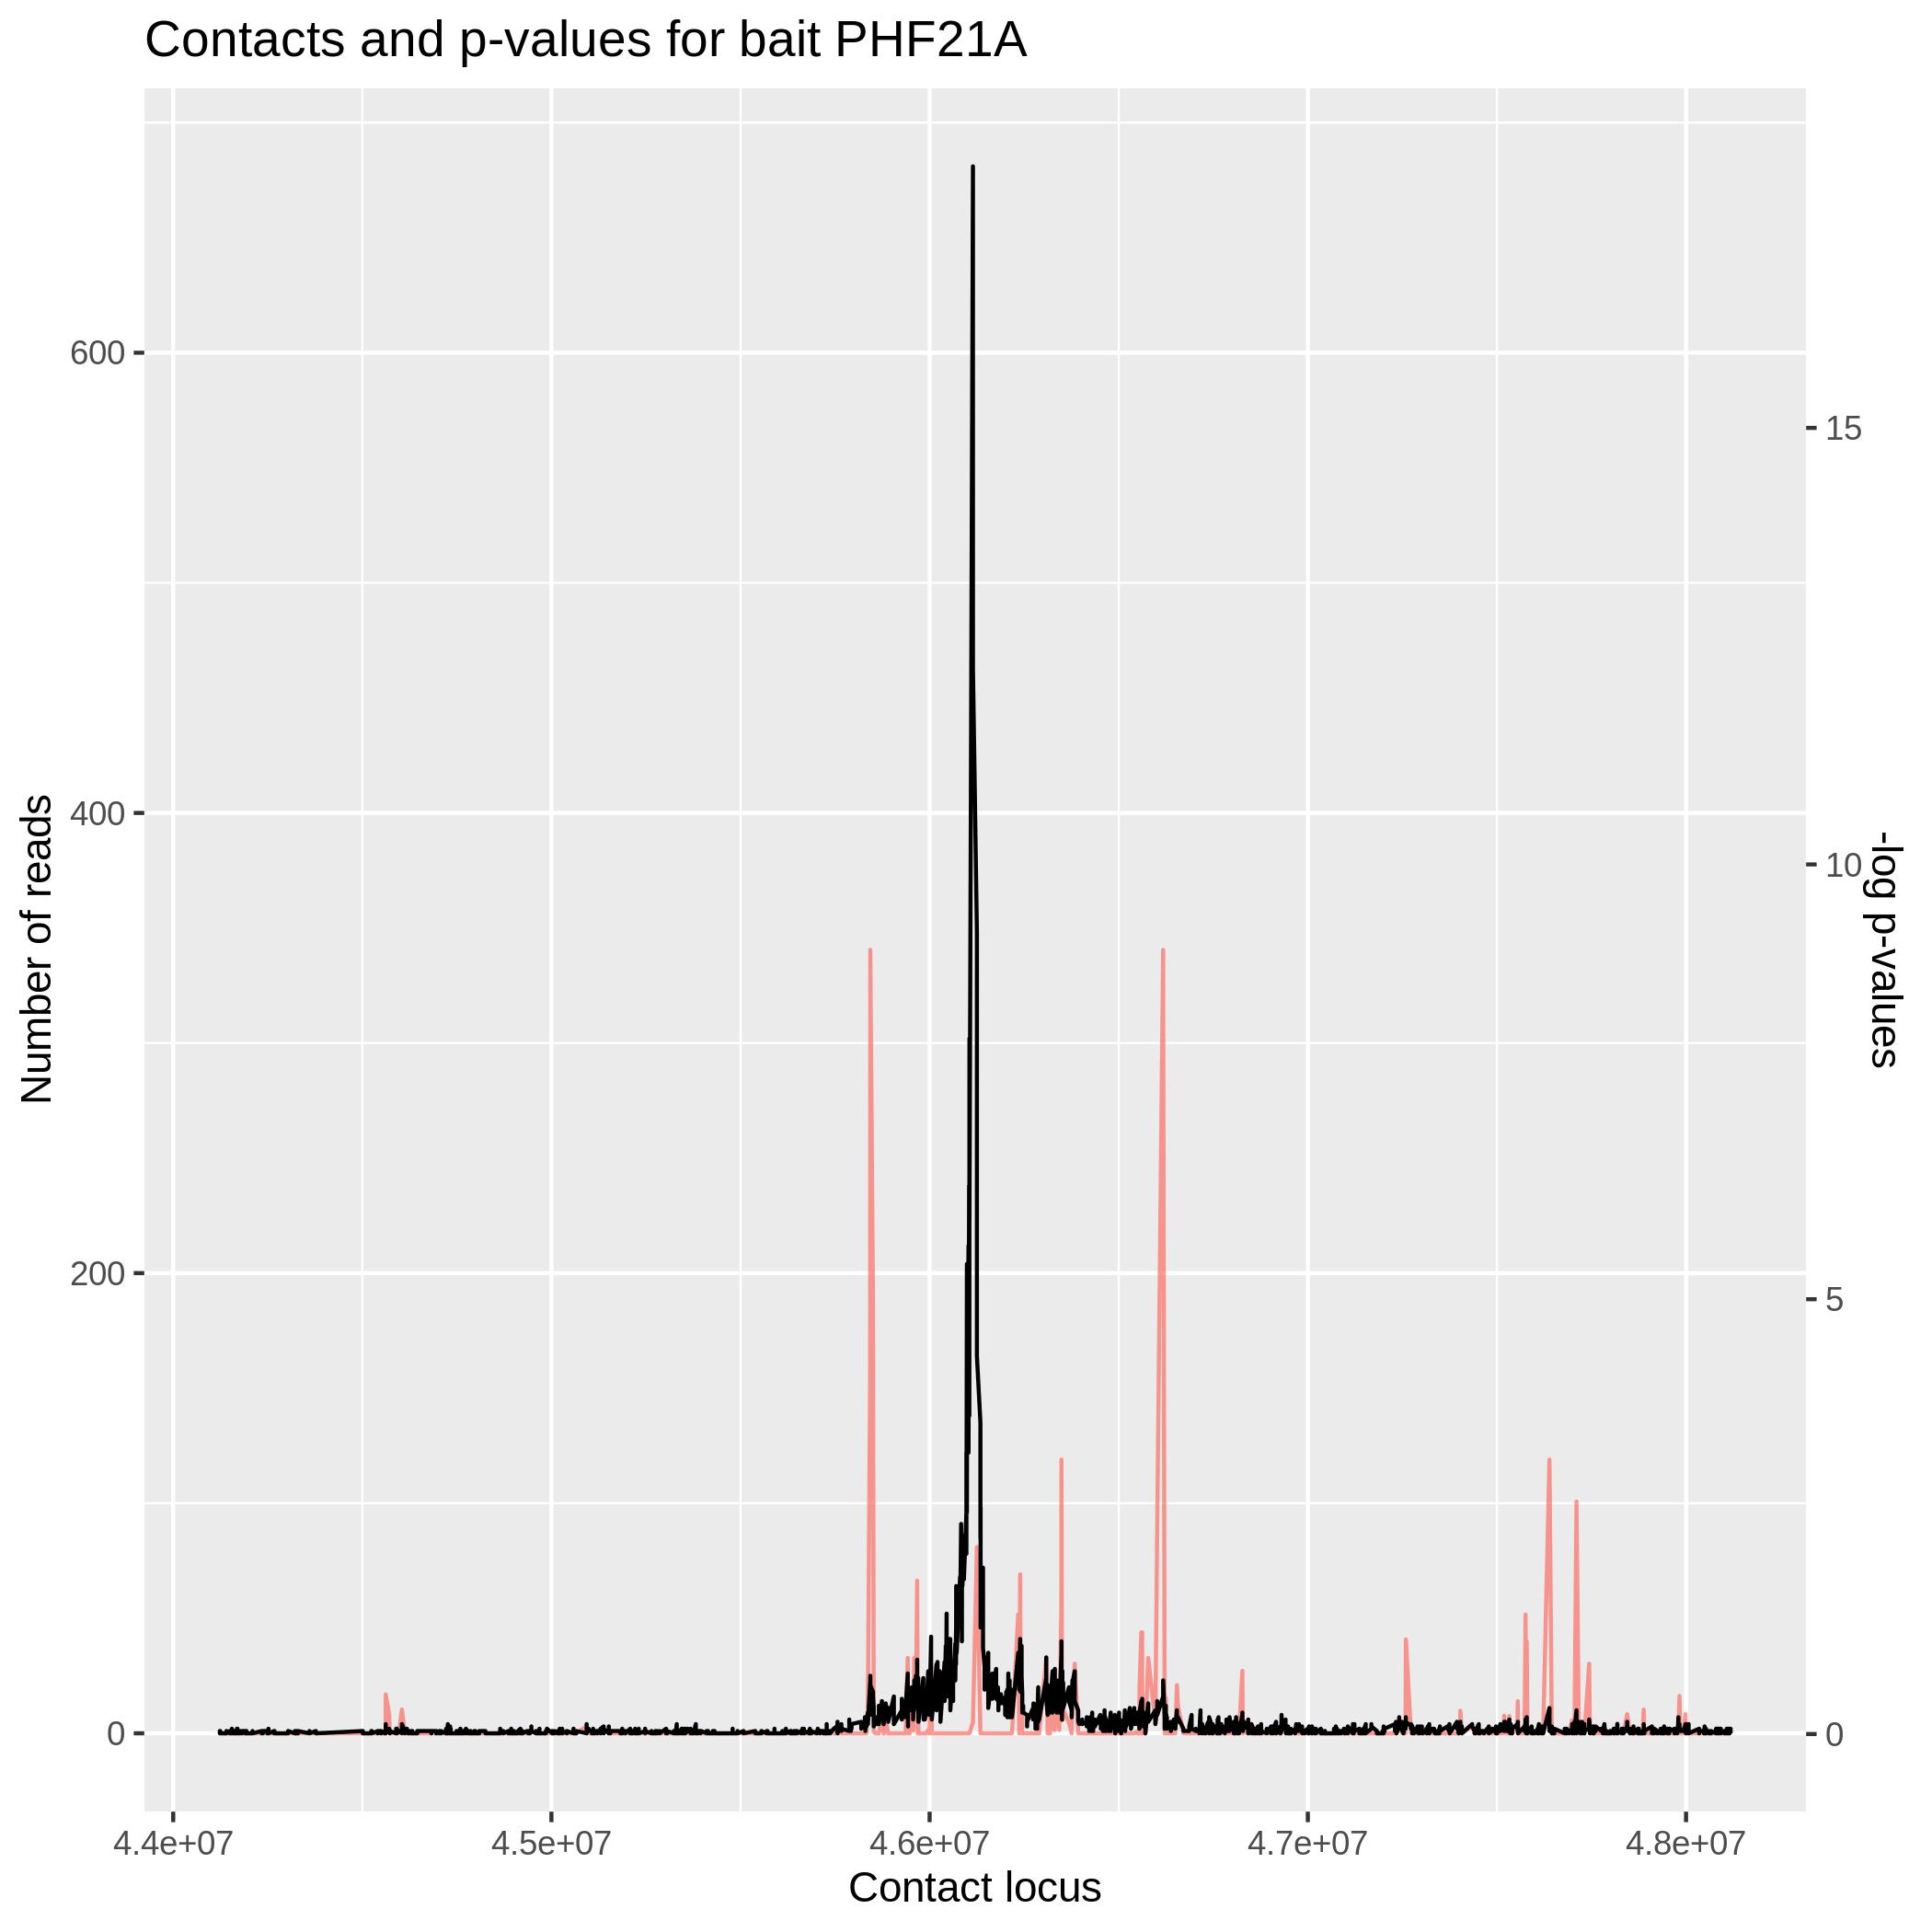 Contacts and p-values for bait PHF21A
Number of reads
600
400
200
0
15
10
5
0
-log p-values
4.4e+07
4.5e+07
4.6e+07
4.7e+07
4.8e+07
Contact locus